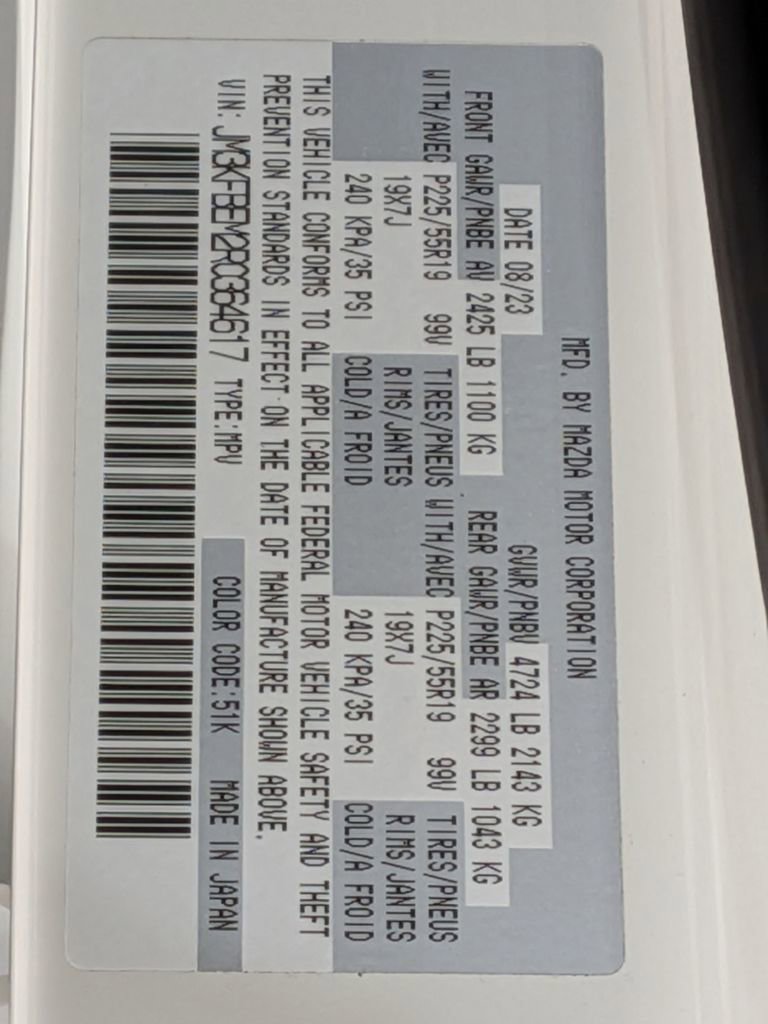 MFD. BY MAZDA MOTOR CORPORATION
DATE 08/23 GVWR/PNBV 4724 LB 2143 KG
FRONT GAWR/PNBE AV 2425 LB 1100 KG REAR GAWR/PNBE AR 2299 LB 1043 KG
WITH/AVEC P225/55R19 99V TIRES/PNEUS WITH/AVEC P225/55R19 99V TIRES/PNEUS
19X7J RIMS/JANTES 19X7J RIMS/JANTES
240 KPA/35 PSI COLD/A FROID 240 KPA/35 PSI COLD/A FROID
THIS VEHICLE CONFORMS TO ALL APPLICABLE FEDERAL MOTOR VEHICLE SAFETY AND THEFT
PREVENTION STANDARDS IN EFFECT ON THE DATE OF MANUFACTURE SHOWN ABOVE.
VIN: JM3KFBEM2R0364617 TYPE:MPV COLOR CODE:51K MADE IN JAPAN